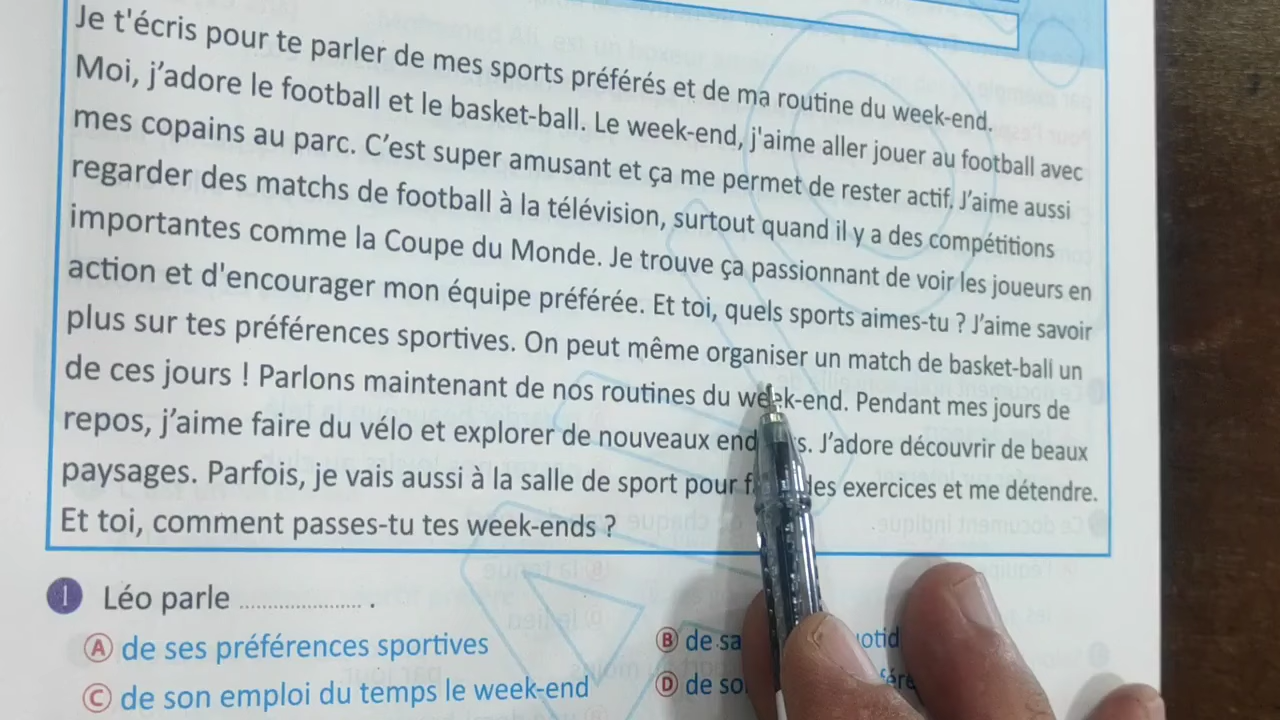 Je t'écris pour te parler de mes sports préférés et de ma routine du week-end.
Moi, j'adore le football et le basket-ball. Le week-end, j'aime aller jouer au football avec
mes copains au parc. C'est super amusant et ça me permet de rester actif. J'aime aussi
regarder des matchs de football à la télévision, surtout quand il y a des compétitions
importantes comme la Coupe du Monde. Je trouve ça passionnant de voir les joueurs en
action et d'encourager mon équipe préférée. Et toi, quels sports aimes-tu ? J'aime savoir
plus sur tes préférences sportives. On peut même organiser un match de basket-ball un
de ces jours ! Parlons maintenant de nos routines du week-end. Pendant mes jours de
repos, j'aime faire du vélo et explorer de nouveaux J'adore découvrir de beaux
paysages. Parfois, je vais aussi à la salle de sport pour exercices et me détendre.
Et toi, comment passes-tu tes week-ends ?
1 Léo parle .................... .
A de ses préférences sportives
B de
C de son emploi du temps le week-end
D de